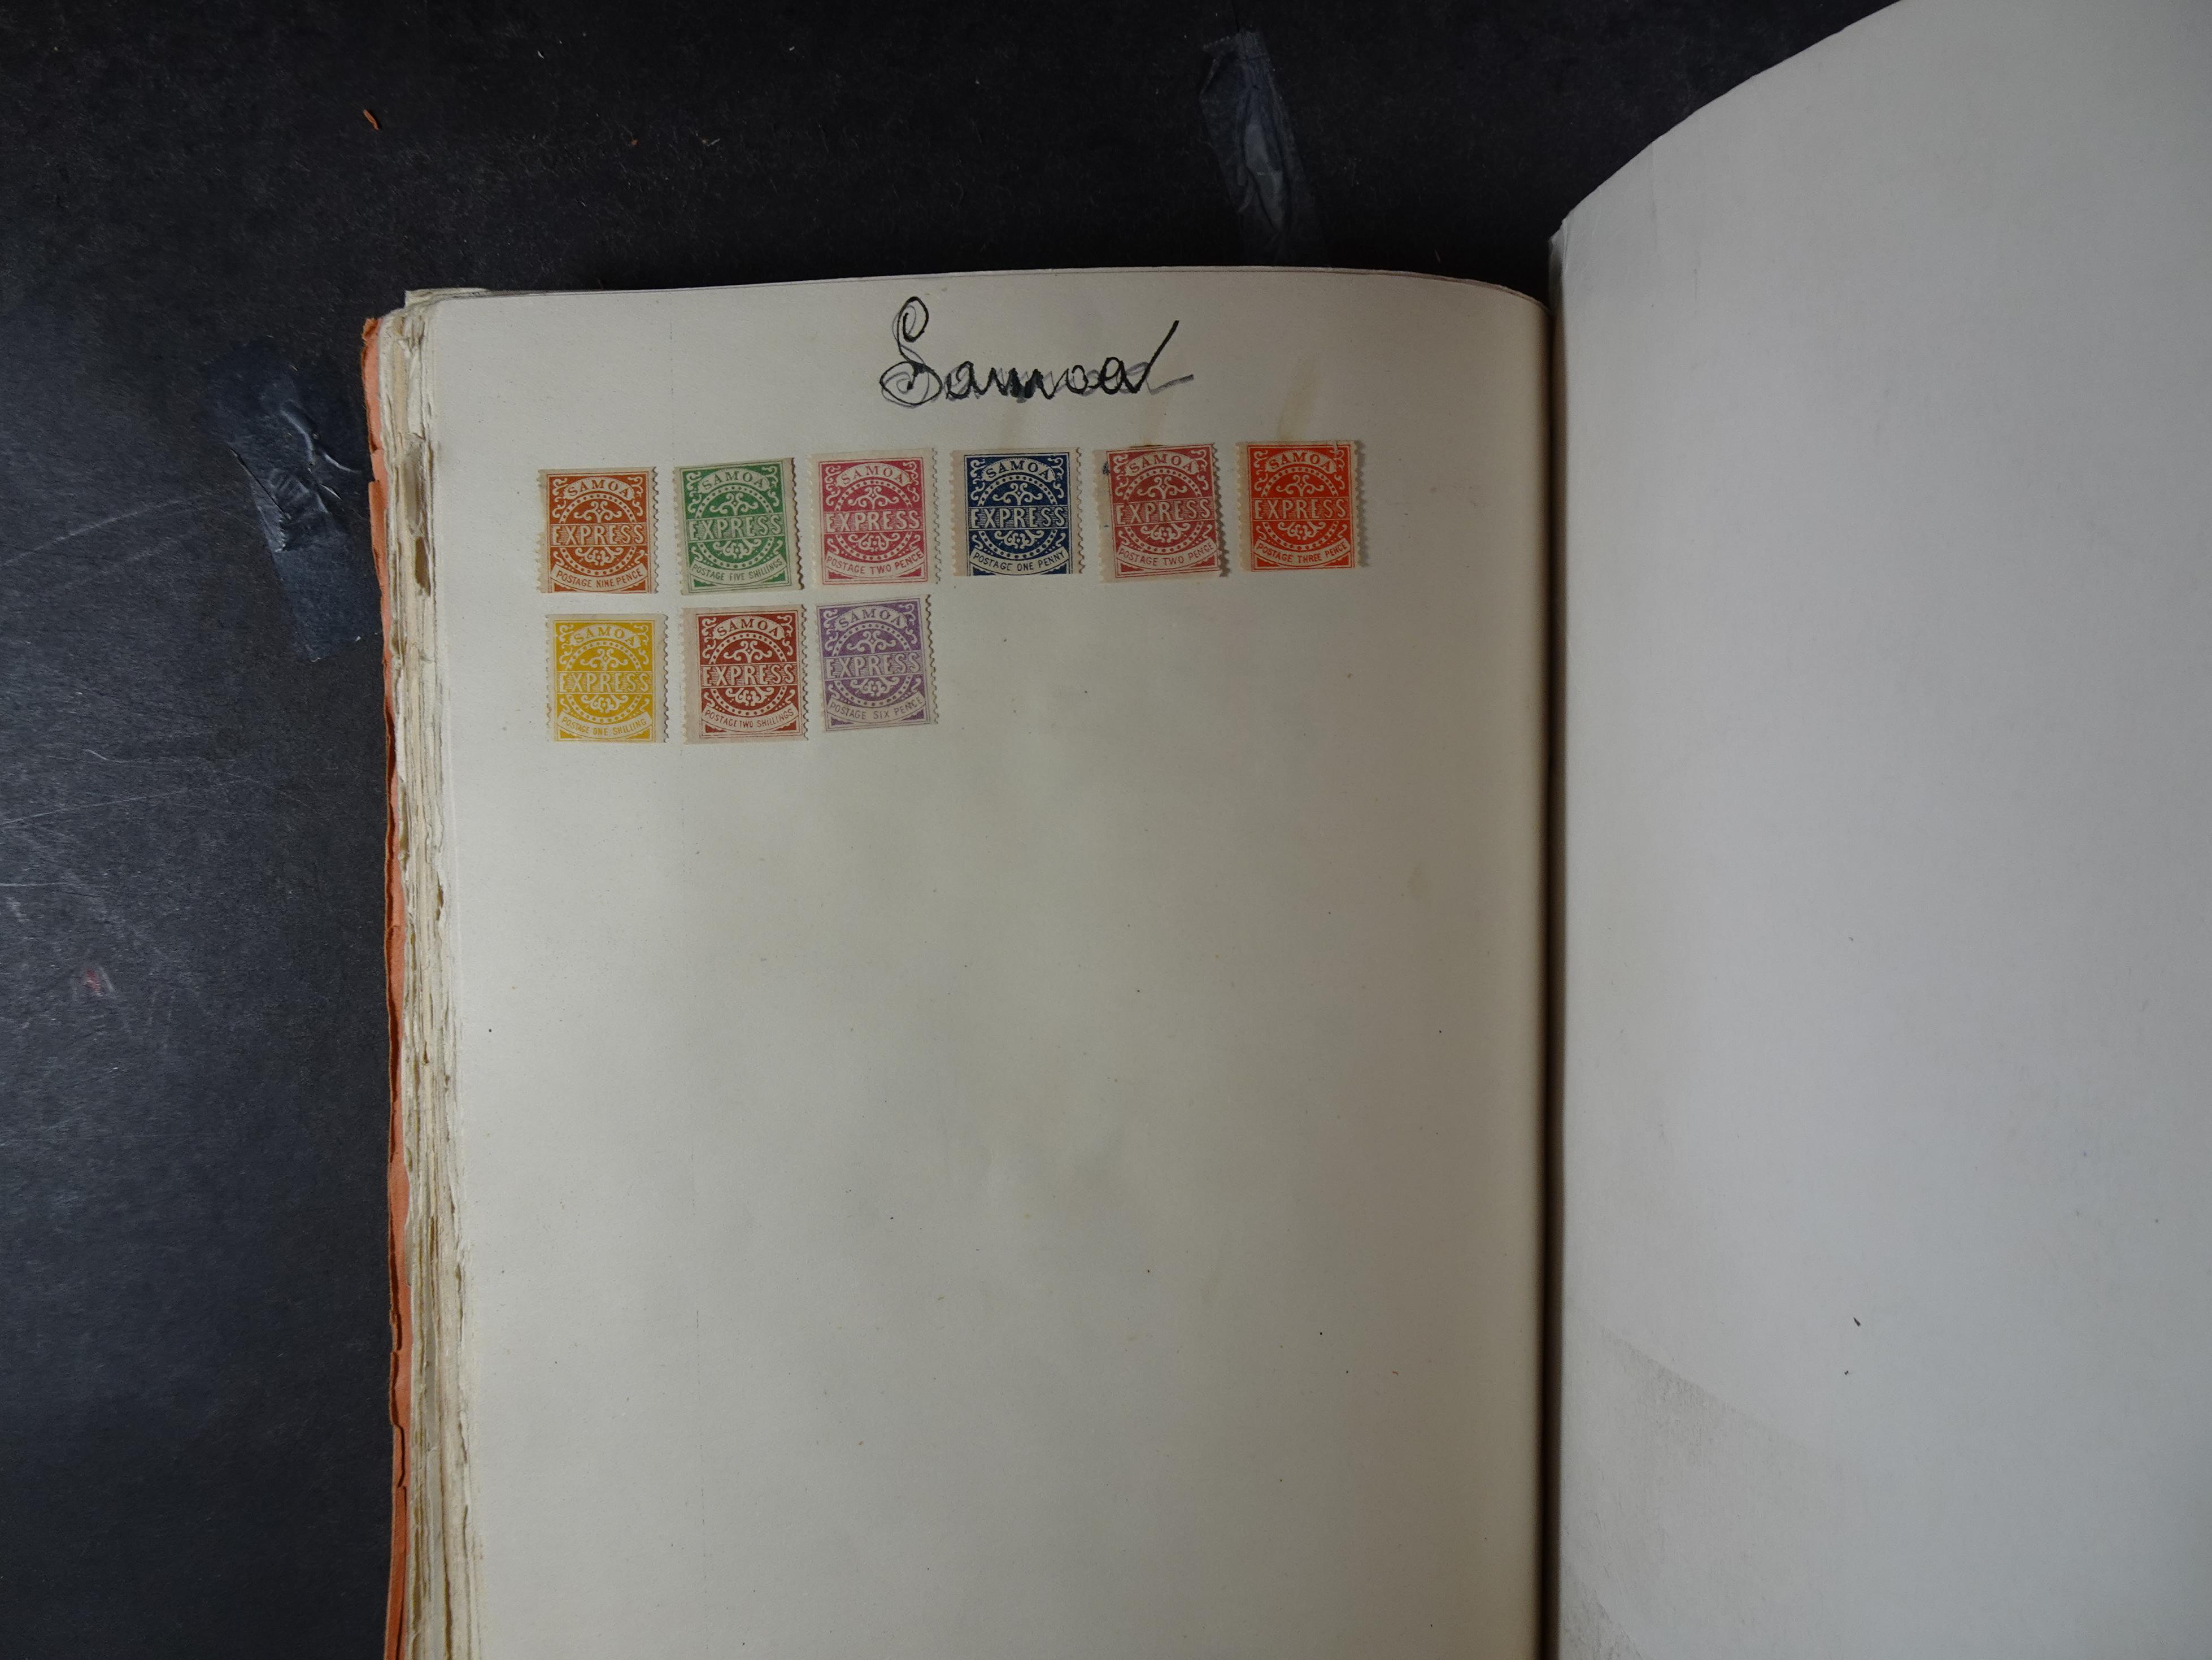 Samoa
SAMOA
EXPRESS
POSTAGE NINE PENCE
SAMOA
EXPRESS
POSTAGE FIVE SHILLINGS
SAMOA
EXPRESS
POSTAGE TWO PENCE
SAMOA
EXPRESS
POSTAGE ONE PENNY
SAMOA
EXPRESS
POSTAGE TWO PENCE
SAMOA
EXPRESS
POSTAGE THREE PENCE
SAMOA
EXPRESS
POSTAGE ONE SHILLING
SAMOA
EXPRESS
POSTAGE TWO SHILLINGS
SAMOA
EXPRESS
POSTAGE SIX PENCE